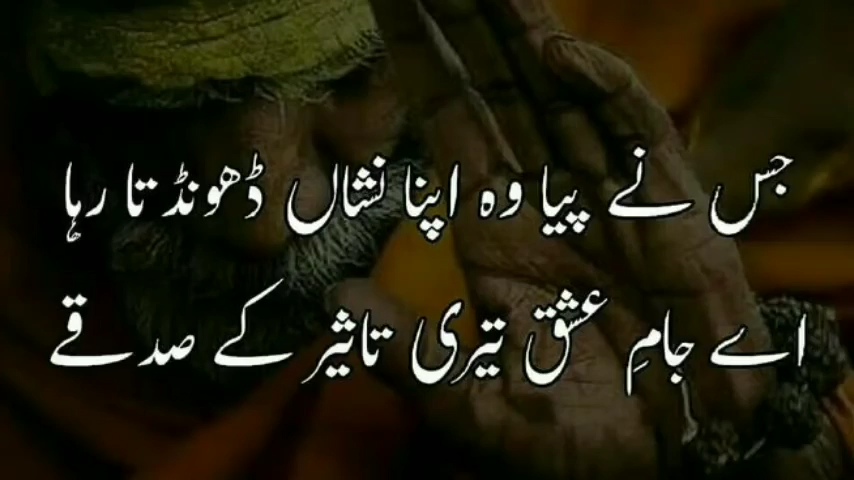 جس نے پیا وہ اپنا نشاں ڈھونڈتا رہا
اے جامِ عشق تیری تاثیر کے صدقے